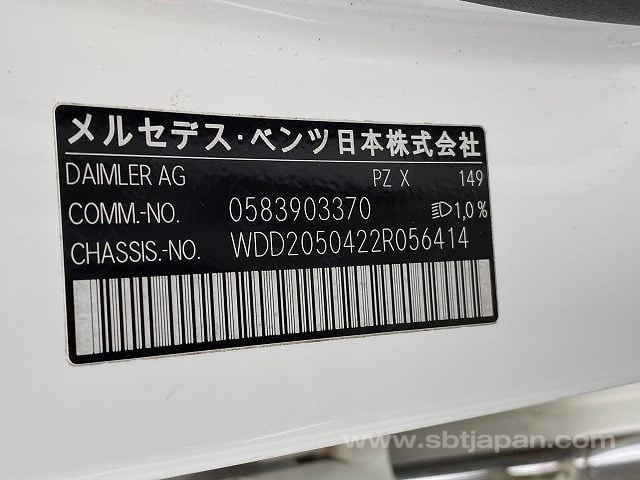 メルセデス・ベンツ日本株式会社
DAIMLER AG PZ X 149
COMM.-NO. 0583903370 1,0%
CHASSIS.-NO. WDD2050422R056414
www.sbtjapan.com